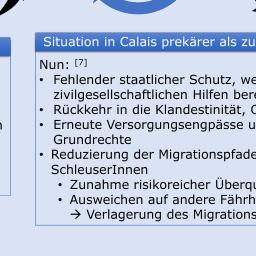 Situation in Calais prekärer als zu
Nun: [7]
• Fehlender staatlicher Schutz, we
zivilgesellschaftlichen Hilfen bere
• Rückkehr in die Klandestinität, 
• Erneute Versorgungsengpässe u
Grundrechte
• Reduzierung der Migrationspfade
SchleuserInnen
• Zunahme risikoreicher Überqu
• Ausweichen auf andere Fährh
→ Verlagerung des Migrations